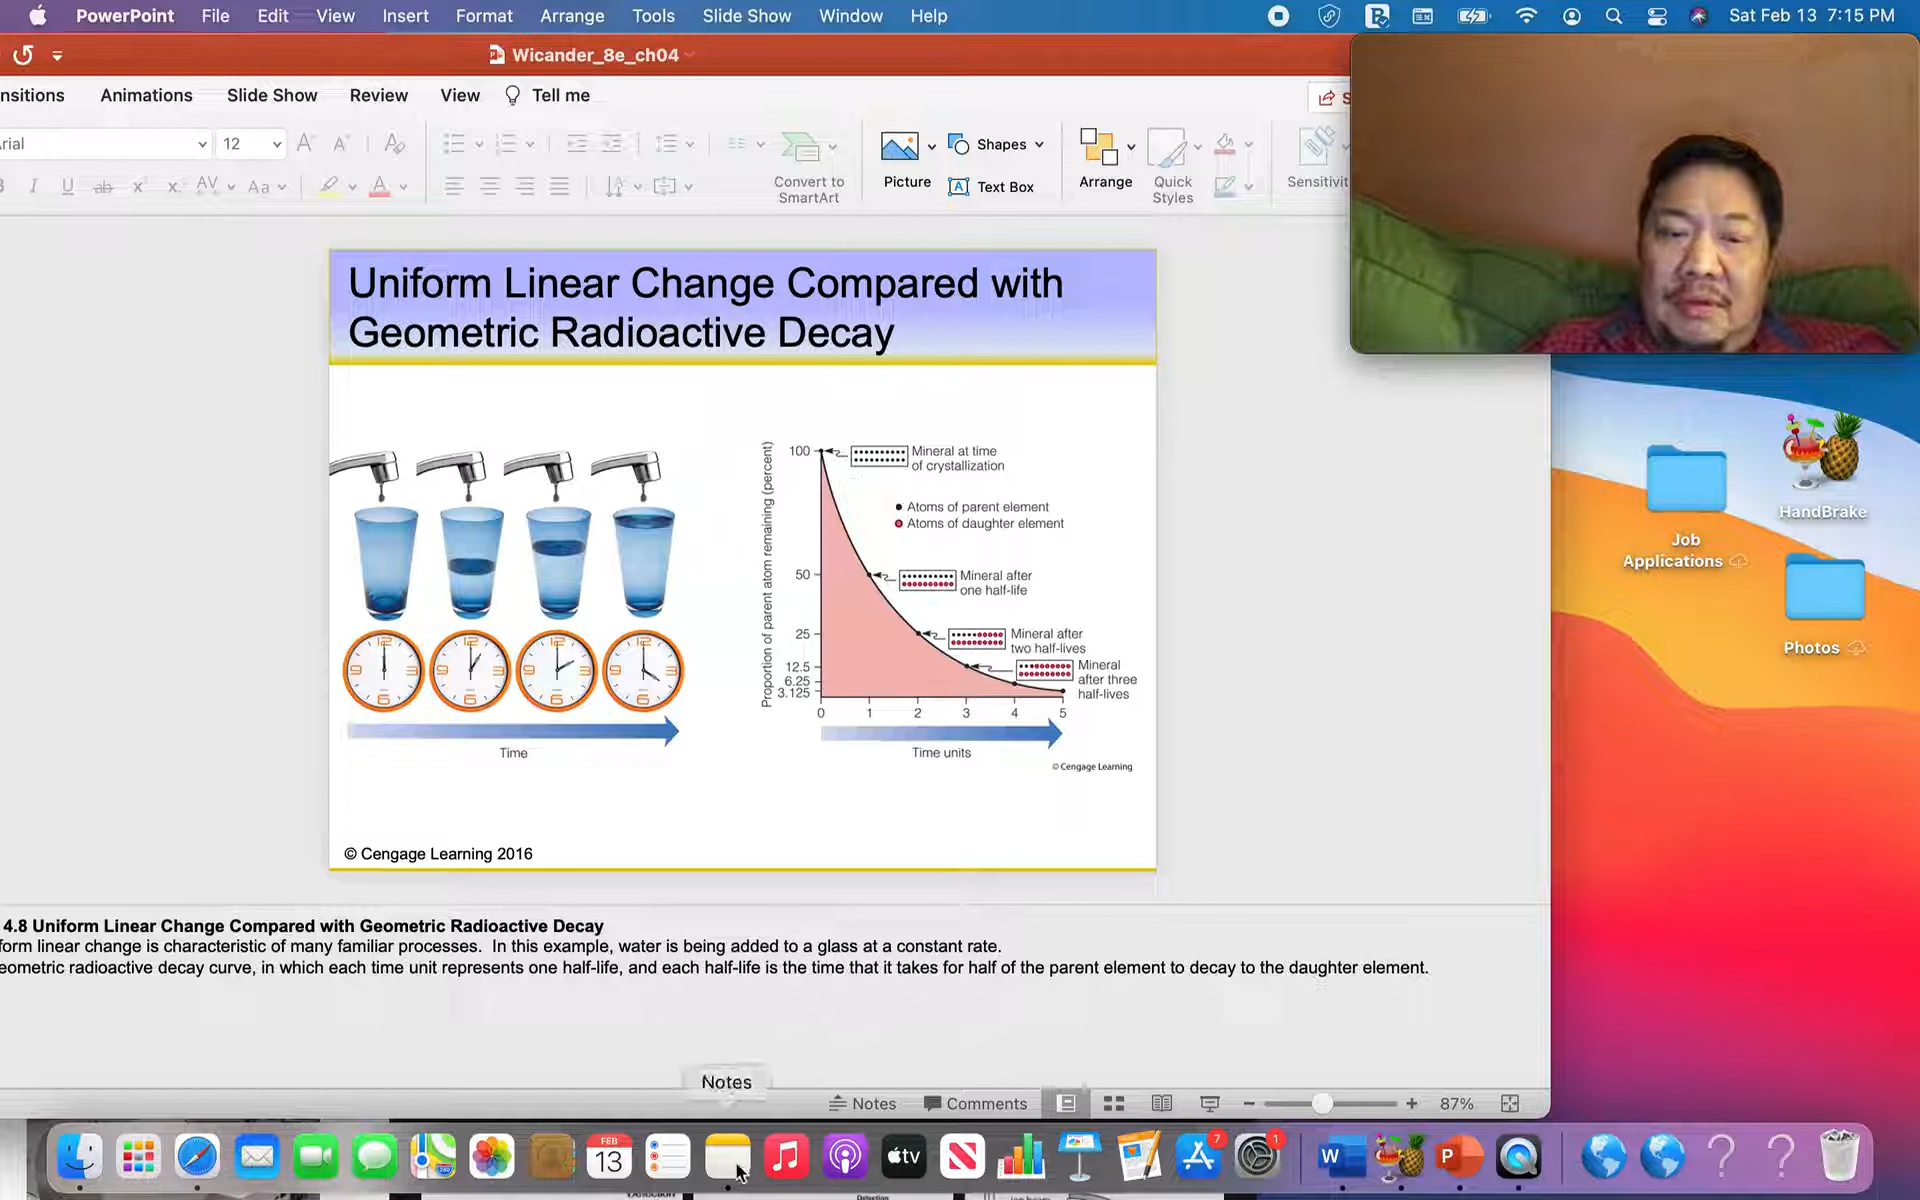 PowerPoint File Edit View Insert Format Arrange Tools Slide Show Window Help Sat Feb 13 7:15 PM
Wicander_8e_ch04
nsitions Animations Slide Show Review View Tell me S
rial 12
Convert to SmartArt
Picture Shapes
Text Box
Arrange Quick Styles Sensitivit
Uniform Linear Change Compared with
Geometric Radioactive Decay
Proportion of parent atom remaining (percent)
100
50
25
12.5
6.25
3.125
Mineral at time
of crystallization
Atoms of parent element
Atoms of daughter element
Mineral after
one half-life
Mineral after
two half-lives
Mineral
after three
half-lives
0 1 2 3 4 5
Time
Time units
© Cengage Learning
© Cengage Learning 2016
HandBrake
Job
Applications
Photos
4.8 Uniform Linear Change Compared with Geometric Radioactive Decay
form linear change is characteristic of many familiar processes. In this example, water is being added to a glass at a constant rate.
eometric radioactive decay curve, in which each time unit represents one half-life, and each half-life is the time that it takes for half of the parent element to decay to the daughter element.
Notes
Notes Comments 87%
FEB
13
tv
7
1
W
P